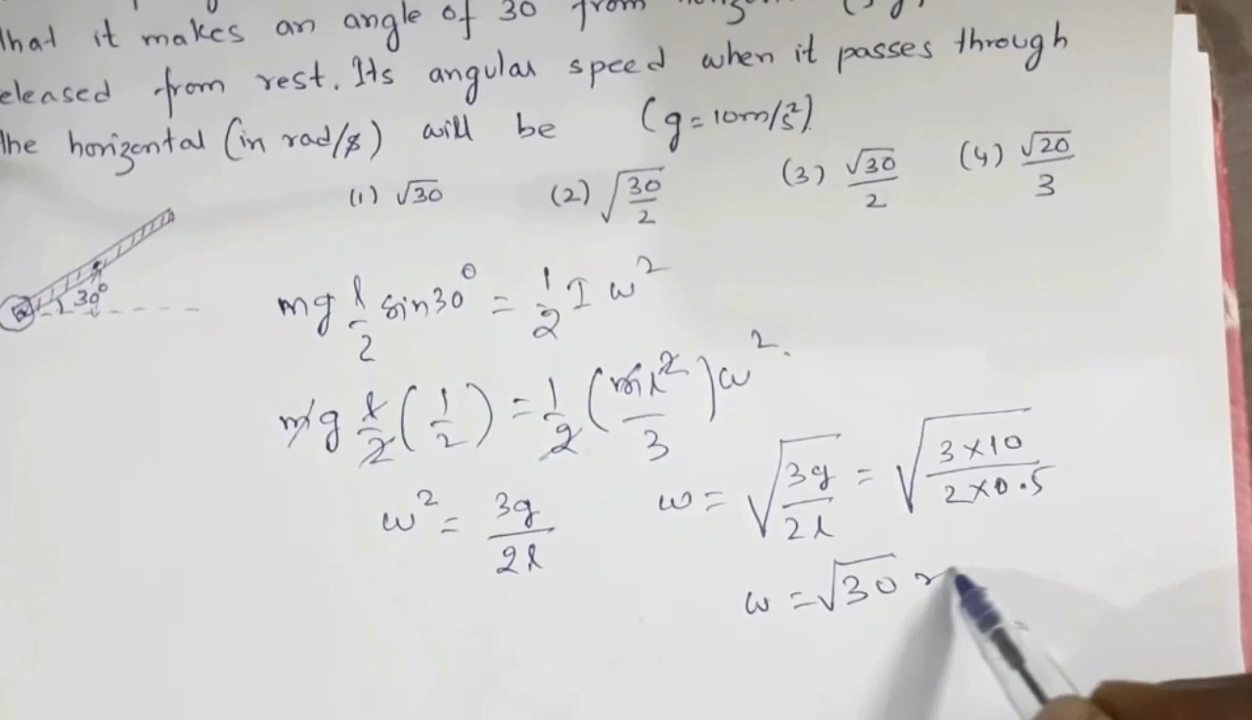 that it makes an angle of 30 from
eleased from rest. Its angular speed when it passes through
the horizontal (in rad/s) will be (g = 10m/s²).
(1) √30 (2) √(30/2) (3) √30/2 (4) √20/3
30°
mg l/2 sin30° = 1/2 I ω²
mg l/2 (1/2) = 1/2 (ml²/3) ω².
ω² = 3g/2l ω = √(3g/2l) = √(3×10/2×0.5)
ω = √30 r